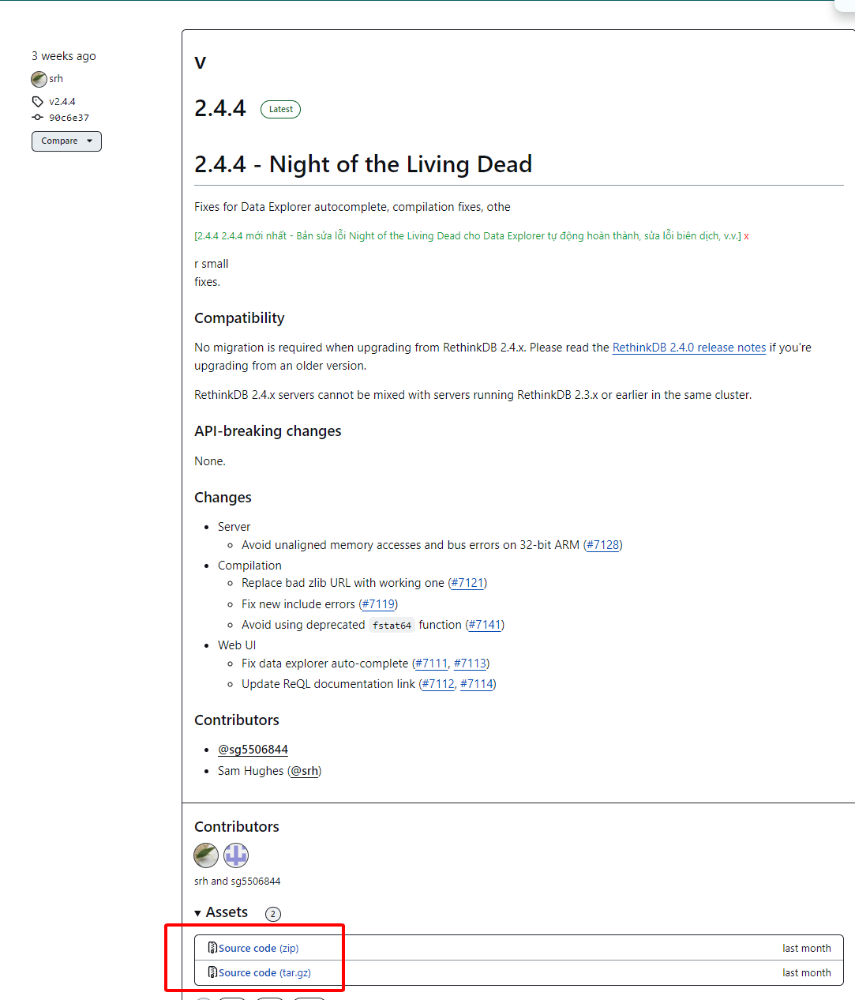 3 weeks ago
srh
v2.4.4
90c6e37
Compare
v
2.4.4 Latest
2.4.4 - Night of the Living Dead
Fixes for Data Explorer autocomplete, compilation fixes, othe
[2.4.4 2.4.4 mới nhất - Bản sửa lỗi Night of the Living Dead cho Data Explorer tự động hoàn thành, sửa lỗi biên dịch, v.v.] x
r small
fixes.
Compatibility
No migration is required when upgrading from RethinkDB 2.4.x. Please read the RethinkDB 2.4.0 release notes if you're
upgrading from an older version.
RethinkDB 2.4.x servers cannot be mixed with servers running RethinkDB 2.3.x or earlier in the same cluster.
API-breaking changes
None.
Changes
Server
Avoid unaligned memory accesses and bus errors on 32-bit ARM (#7128)
Compilation
Replace bad zlib URL with working one (#7121)
Fix new include errors (#7119)
Avoid using deprecated fstat64 function (#7141)
Web UI
Fix data explorer auto-complete (#7111, #7113)
Update ReQL documentation link (#7112, #7114)
Contributors
@sg5506844
Sam Hughes (@srh)
Contributors
srh and sg5506844
Assets 2
Source code (zip) last month
Source code (tar.gz) last month